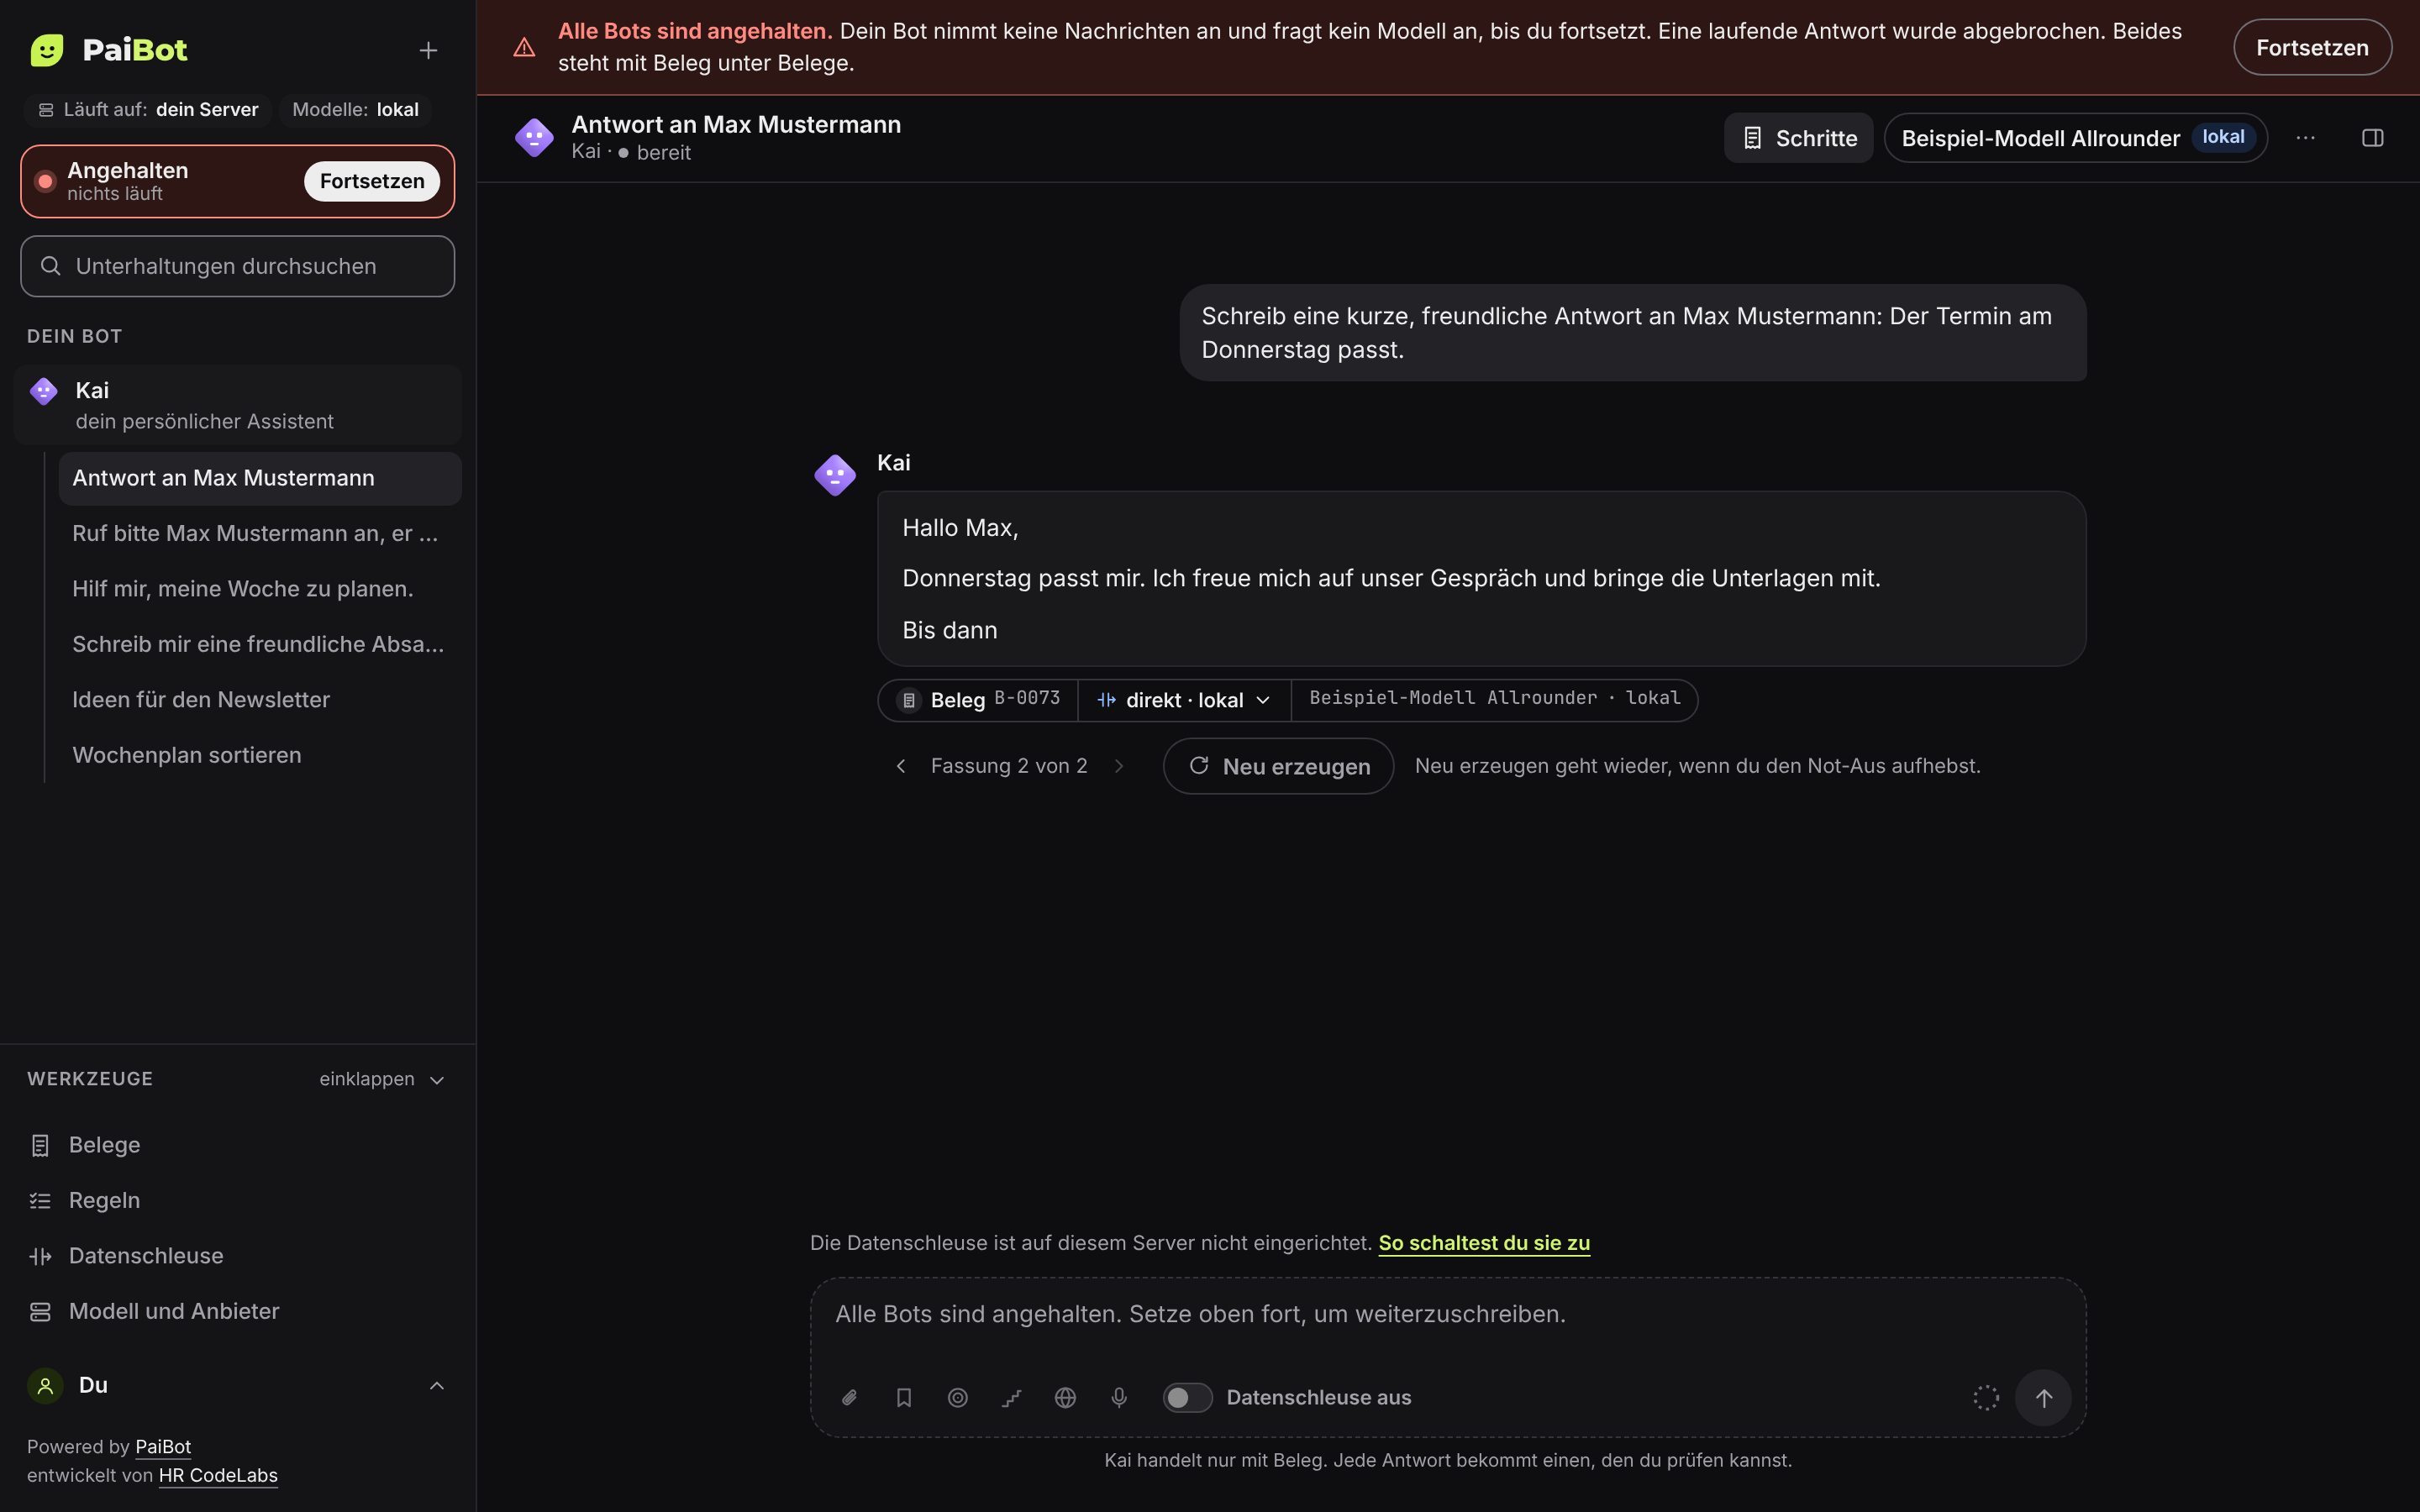 PaiBot
Läuft auf: dein Server
Modelle: lokal
Angehalten
nichts läuft
Fortsetzen
Unterhaltungen durchsuchen
DEIN BOT
Kai
dein persönlicher Assistent
Antwort an Max Mustermann
Ruf bitte Max Mustermann an, er ...
Hilf mir, meine Woche zu planen.
Schreib mir eine freundliche Absa...
Ideen für den Newsletter
Wochenplan sortieren
WERKZEUGE
einklappen
Belege
Regeln
Datenschleuse
Modell und Anbieter
Du
Powered by PaiBot
entwickelt von HR CodeLabs
Alle Bots sind angehalten. Dein Bot nimmt keine Nachrichten an und fragt kein Modell an, bis du fortsetzt. Eine laufende Antwort wurde abgebrochen. Beides
steht mit Beleg unter Belege.
Fortsetzen
Antwort an Max Mustermann
Kai · bereit
Schritte
Beispiel-Modell Allrounder lokal
Schreib eine kurze, freundliche Antwort an Max Mustermann: Der Termin am
Donnerstag passt.
Kai
Hallo Max,
Donnerstag passt mir. Ich freue mich auf unser Gespräch und bringe die Unterlagen mit.
Bis dann
Beleg B-0073
direkt · lokal
Beispiel-Modell Allrounder · lokal
Fassung 2 von 2
Neu erzeugen
Neu erzeugen geht wieder, wenn du den Not-Aus aufhebst.
Die Datenschleuse ist auf diesem Server nicht eingerichtet. So schaltest du sie zu
Alle Bots sind angehalten. Setze oben fort, um weiterzuschreiben.
Datenschleuse aus
Kai handelt nur mit Beleg. Jede Antwort bekommt einen, den du prüfen kannst.